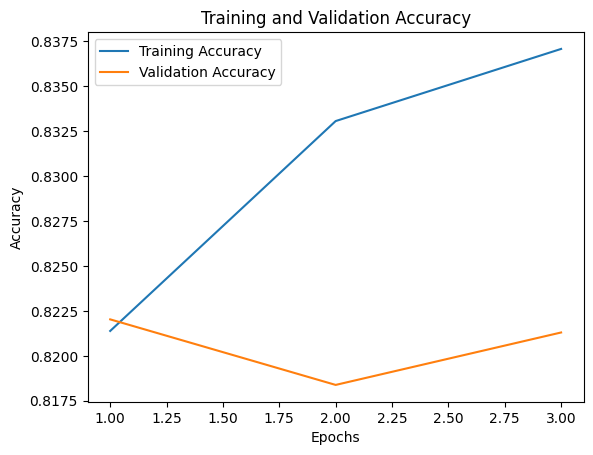 Training and Validation Accuracy
Training Accuracy
Validation Accuracy
0.8375
0.8350
0.8325
0.8300
0.8275
0.8250
0.8225
0.8200
0.8175
Accuracy
1.00 1.25 1.50 1.75 2.00 2.25 2.50 2.75 3.00
Epochs